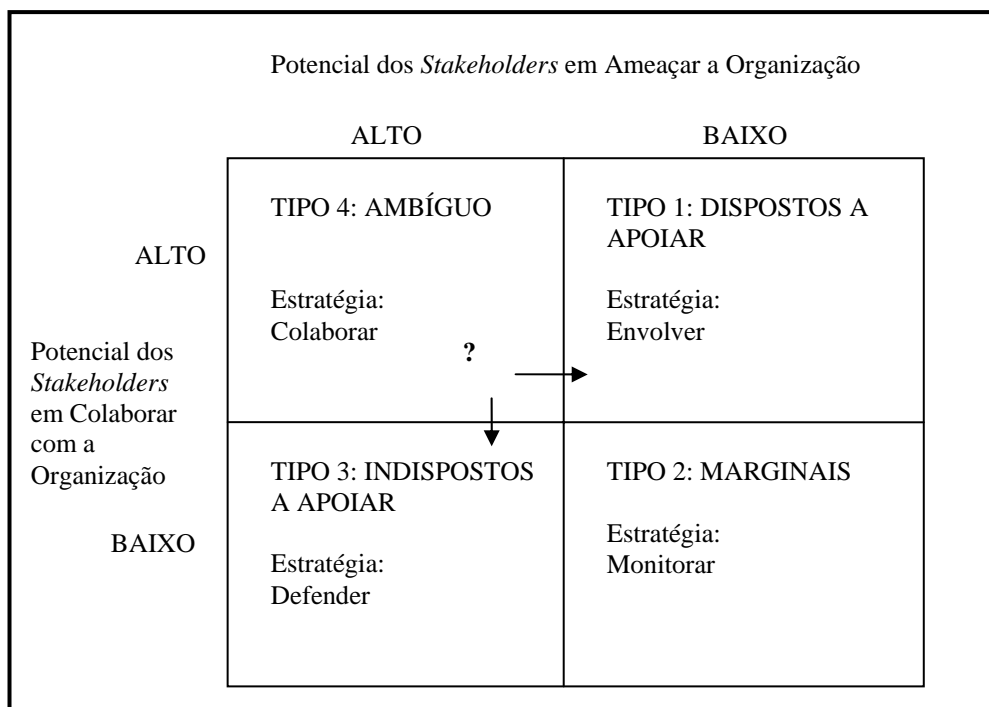 Potencial dos Stakeholders em Ameaçar a Organização
ALTO
BAIXO
TIPO 4: AMBÍGUO
Estratégia:
Colaborar
?
TIPO 1: DISPOSTOS A
APOIAR
Estratégia:
Envolver
ALTO
Potencial dos
Stakeholders
em Colaborar
com a
Organização
BAIXO
TIPO 3: INDISPOSTOS
A APOIAR
Estratégia:
Defender
TIPO 2: MARGINAIS
Estratégia:
Monitorar